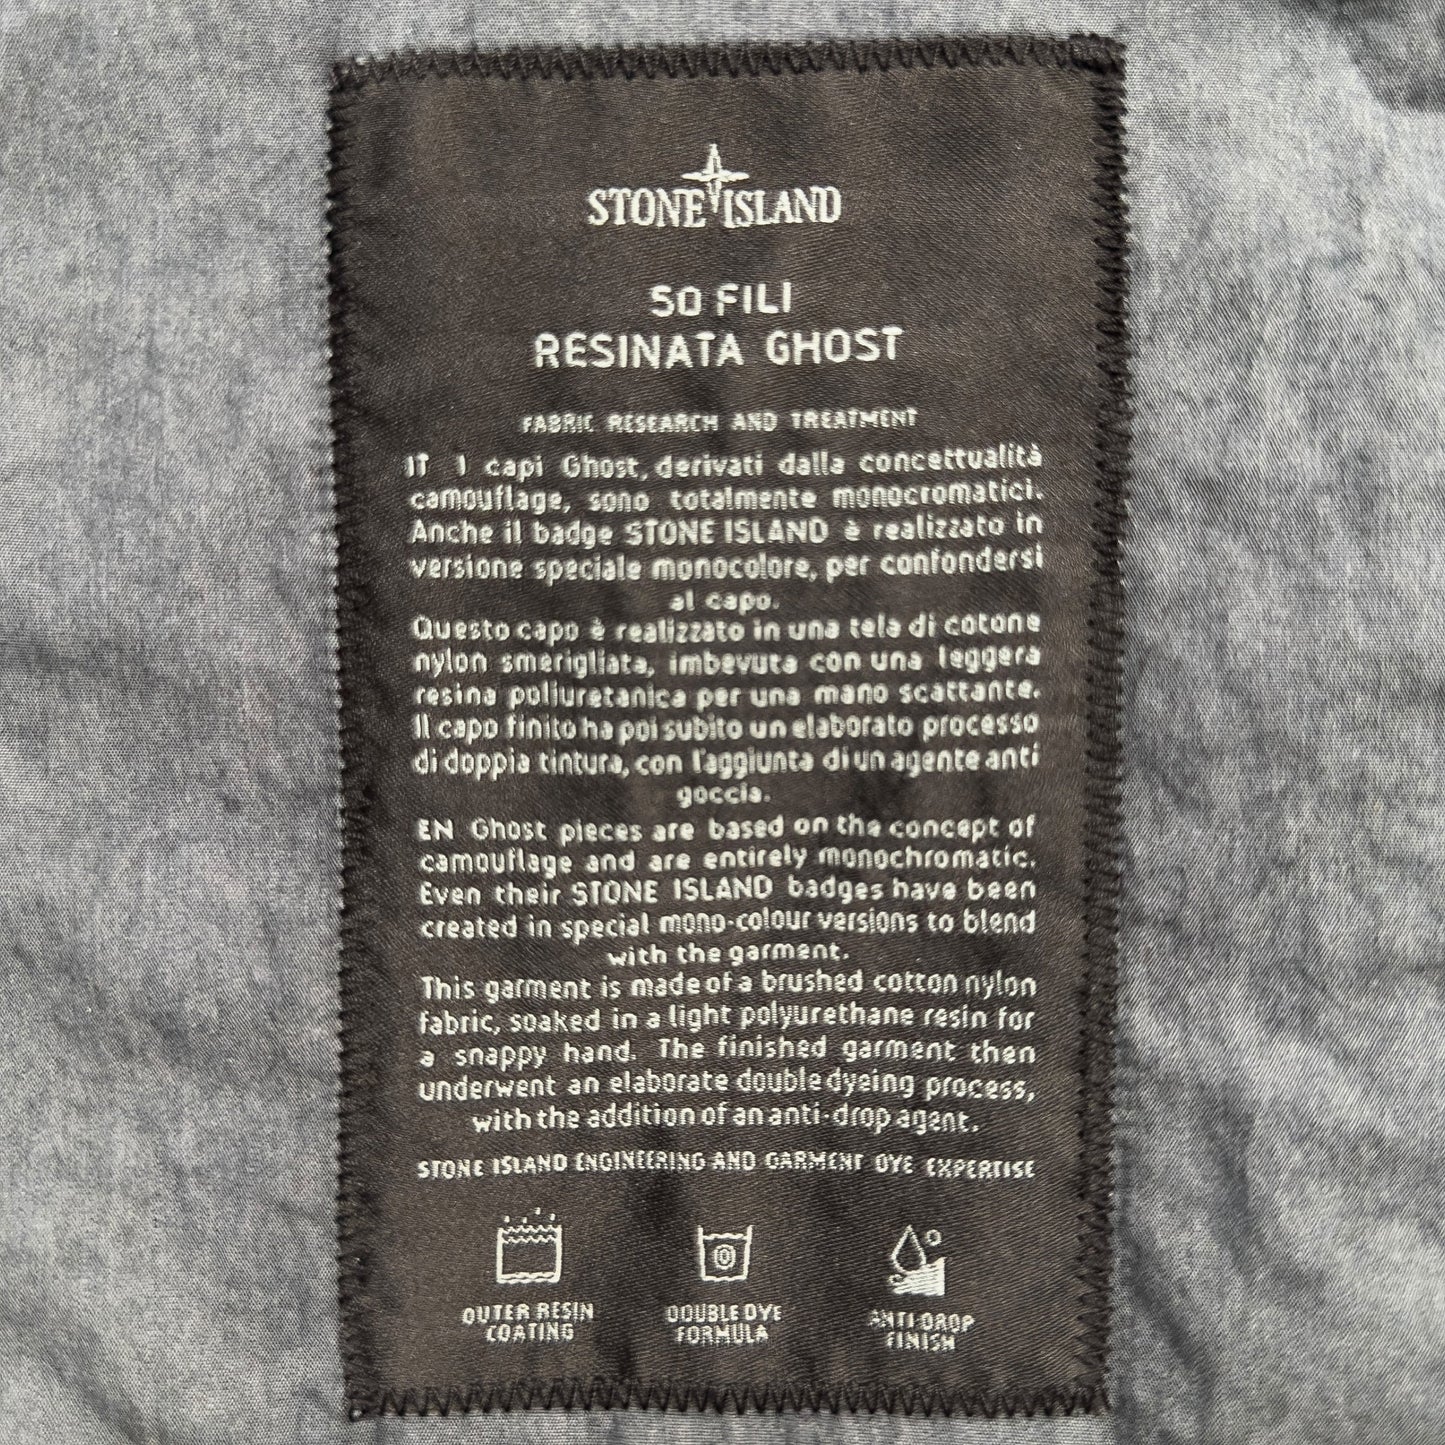 STONE ISLAND
50 FILI
RESINATA GHOST
FABRIC RESEARCH AND TREATMENT
IT I capi Ghost, derivati dalla concettualità
camouflage, sono totalmente monocromatici.
Anche il badge STONE ISLAND è realizzato in
versione speciale monocolore, per confondersi
al capo.
Questo capo è realizzato in una tela di cotone
nylon smerigliata, imbevuta con una leggera
resina poliuretanica per una mano scattante.
Il capo finito ha poi subito un elaborato processo
di doppia tintura, con l'aggiunta di un agente anti
goccia.
EN Ghost pieces are based on the concept of
camouflage and are entirely monochromatic.
Even their STONE ISLAND badges have been
created in special mono-colour versions to blend
with the garment.
This garment is made of a brushed cotton nylon
fabric, soaked in a light polyurethane resin for
a snappy hand. The finished garment then
underwent an elaborate double dyeing process,
with the addition of an anti-drop agent.
STONE ISLAND ENGINEERING AND GARMENT DYE EXPERTISE
OUTER RESIN
COATING
DOUBLE DYE
FORMULA
ANTI-DROP
FINISH